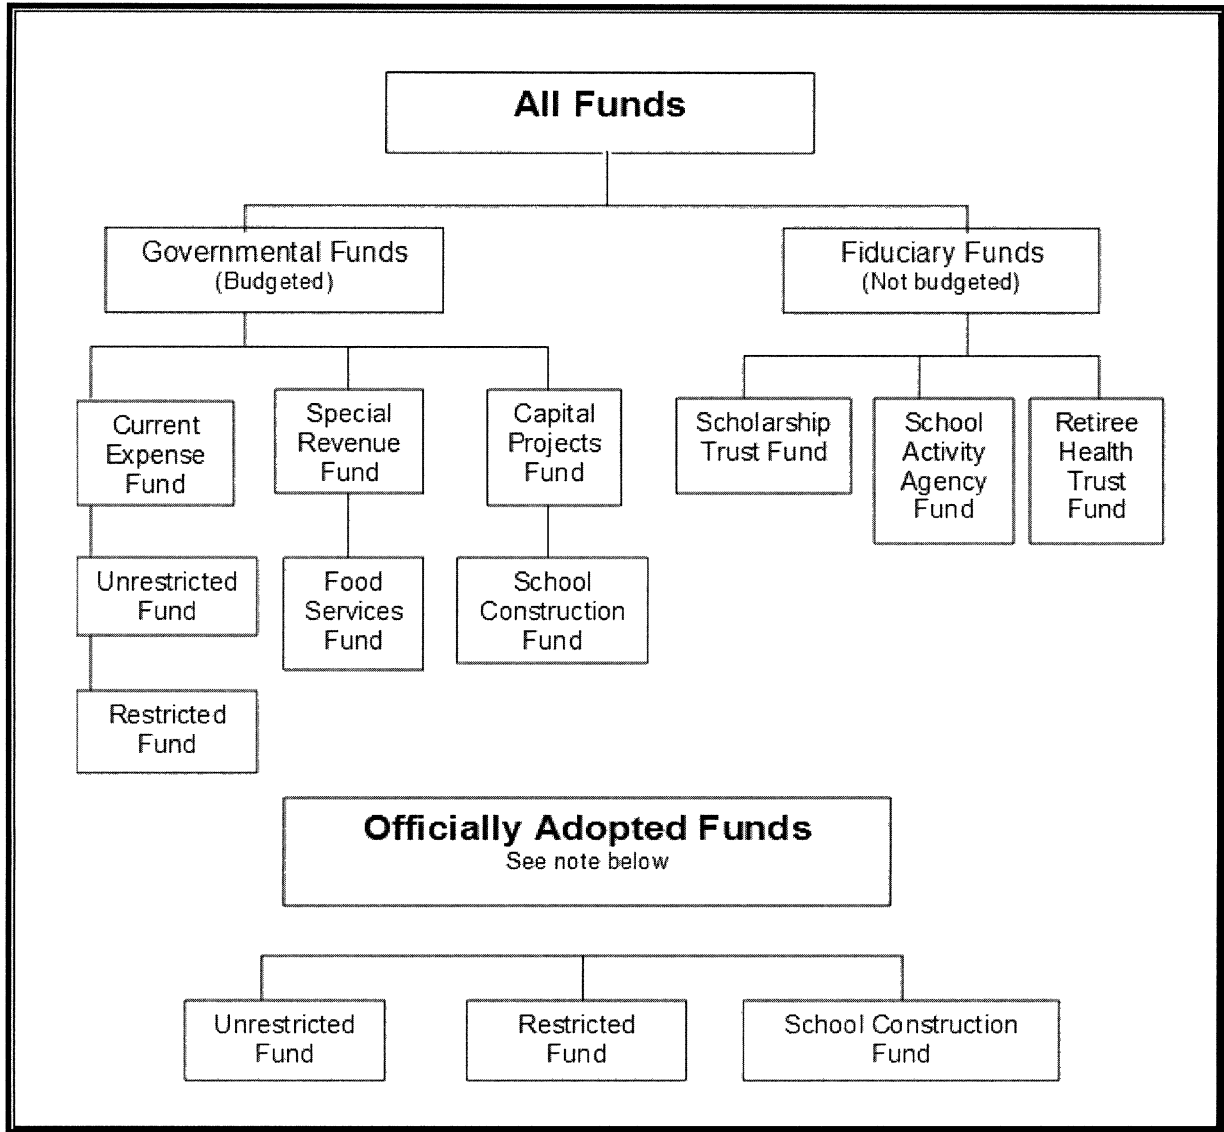 All Funds
Governmental Funds
(Budgeted)
Fiduciary Funds
(Not budgeted)
Current
Expense
Fund
Special
Revenue
Fund
Capital
Projects
Fund
Scholarship
Trust Fund
School
Activity
Agency
Fund
Retiree
Health
Trust
Fund
Unrestricted
Fund
Food
Services
Fund
School
Construction
Fund
Restricted
Fund
Officially Adopted Funds
See note below
Unrestricted
Fund
Restricted
Fund
School Construction
Fund